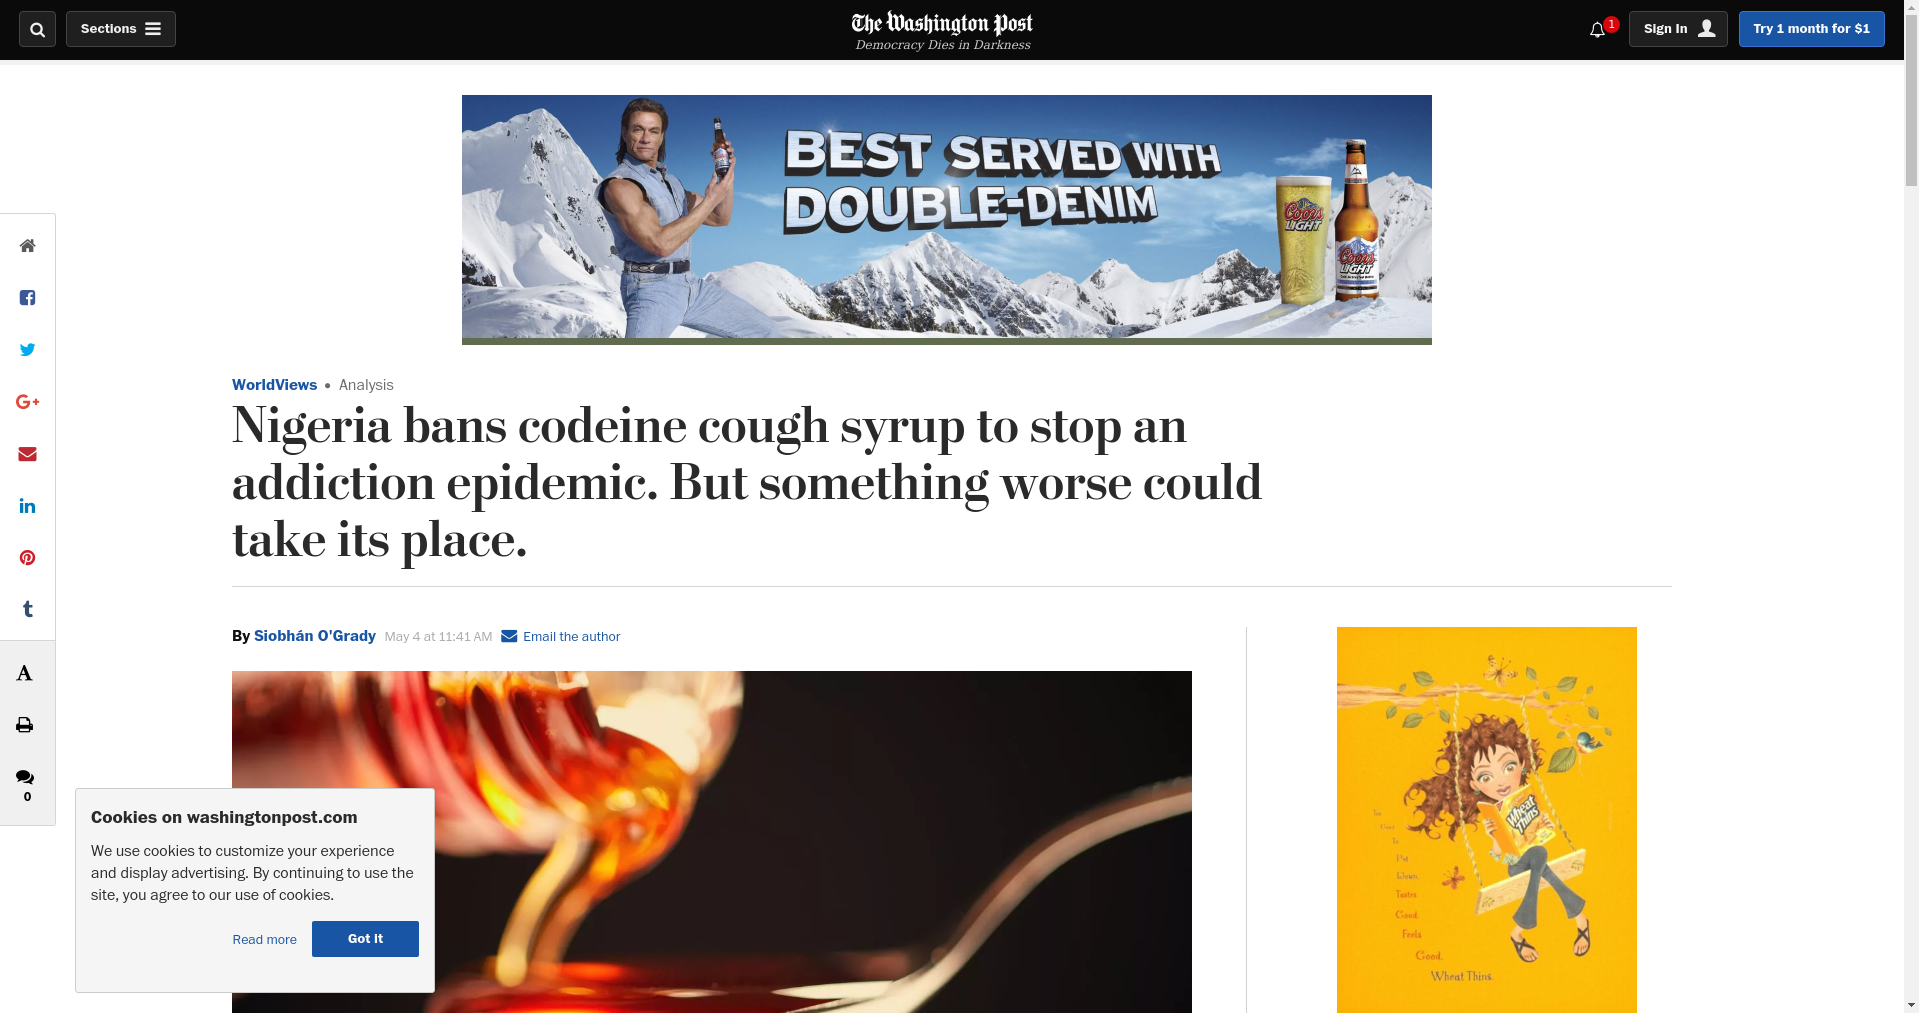 Sections
The Washington Post
Democracy Dies in Darkness
1
Sign In
Try 1 month for $1
BEST SERVED WITH
DOUBLE-DENIM
Coors
LIGHT
Coors
LIGHT
WorldViews • Analysis
Nigeria bans codeine cough syrup to stop an
addiction epidemic. But something worse could
take its place.
By Siobhán O'Grady May 4 at 11:41 AM Email the author
0
Cookies on washingtonpost.com
We use cookies to customize your experience
and display advertising. By continuing to use the
site, you agree to our use of cookies.
Read more
Got it
Wheat
Thins
Too
To
Put
Down.
Tastes
Good.
Feels
Good.
Wheat Thins.